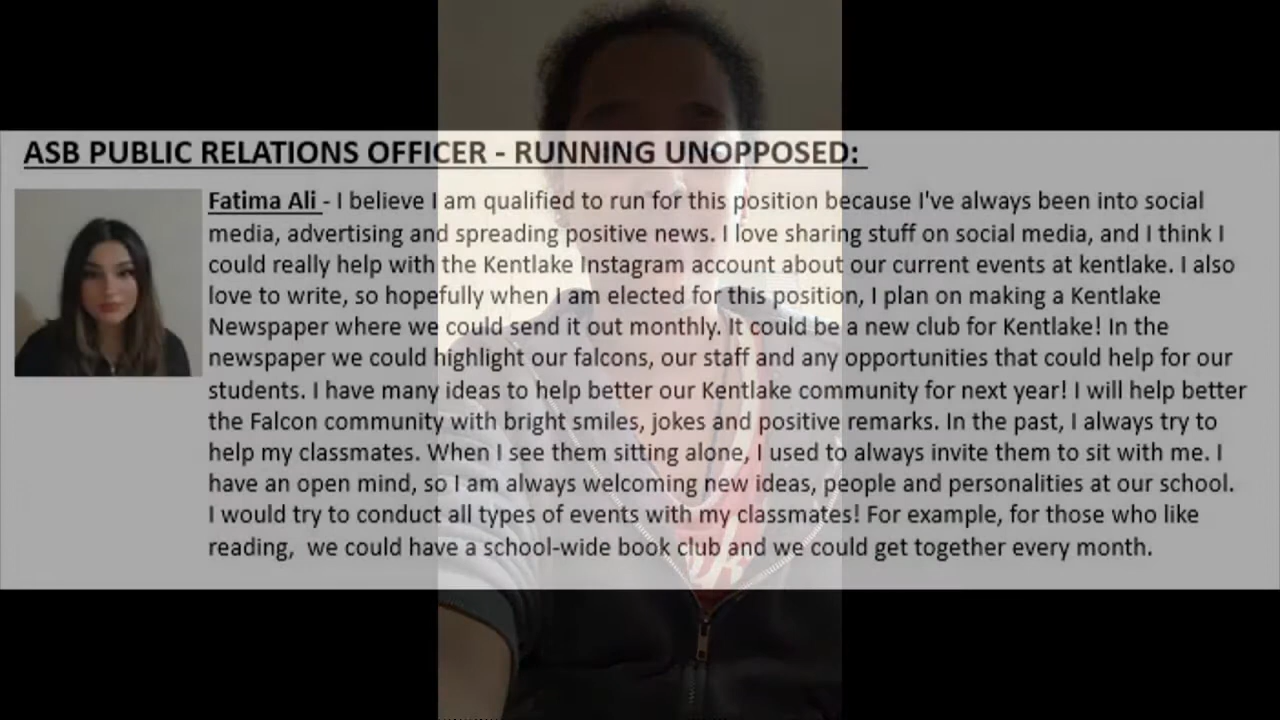 ASB PUBLIC RELATIONS OFFICER - RUNNING UNOPPOSED:
Fatima Ali - I believe I am qualified to run for this position because I've always been into social
media, advertising and spreading positive news. I love sharing stuff on social media, and I think I
could really help with the Kentlake Instagram account about our current events at kentlake. I also
love to write, so hopefully when I am elected for this position, I plan on making a Kentlake
Newspaper where we could send it out monthly. It could be a new club for Kentlake! In the
newspaper we could highlight our falcons, our staff and any opportunities that could help for our
students. I have many ideas to help better our Kentlake community for next year! I will help better
the Falcon community with bright smiles, jokes and positive remarks. In the past, I always try to
help my classmates. When I see them sitting alone, I used to always invite them to sit with me. I
have an open mind, so I am always welcoming new ideas, people and personalities at our school.
I would try to conduct all types of events with my classmates! For example, for those who like
reading, we could have a school-wide book club and we could get together every month.